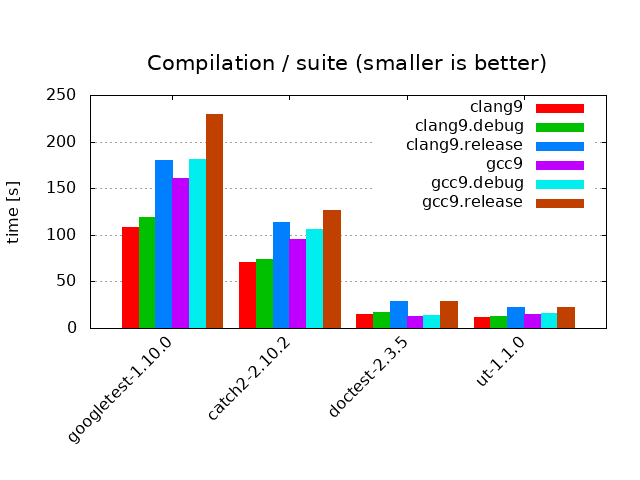 Compilation / suite (smaller is better)
time [s]
250
200
150
100
50
0
clang9
clang9.debug
clang9.release
gcc9
gcc9.debug
gcc9.release
googletest-1.10.0
catch2-2.10.2
doctest-2.3.5
ut-1.1.0